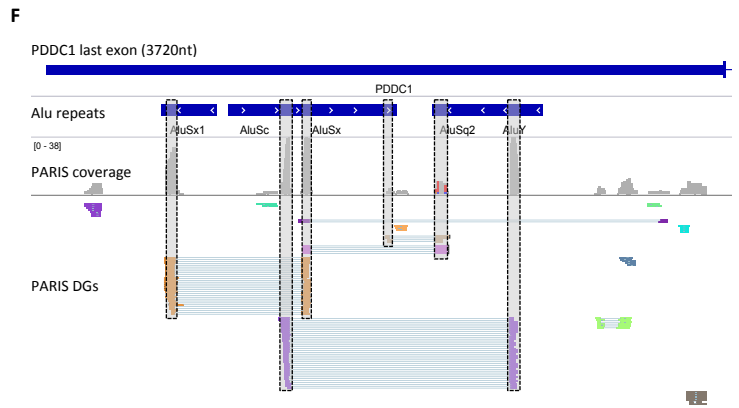 F
PDDC1 last exon (3720nt)
PDDC1
Alu repeats
AluSx1 AluSc AluSx AluSq2 AluY
[0 - 38]
PARIS coverage
PARIS DGs